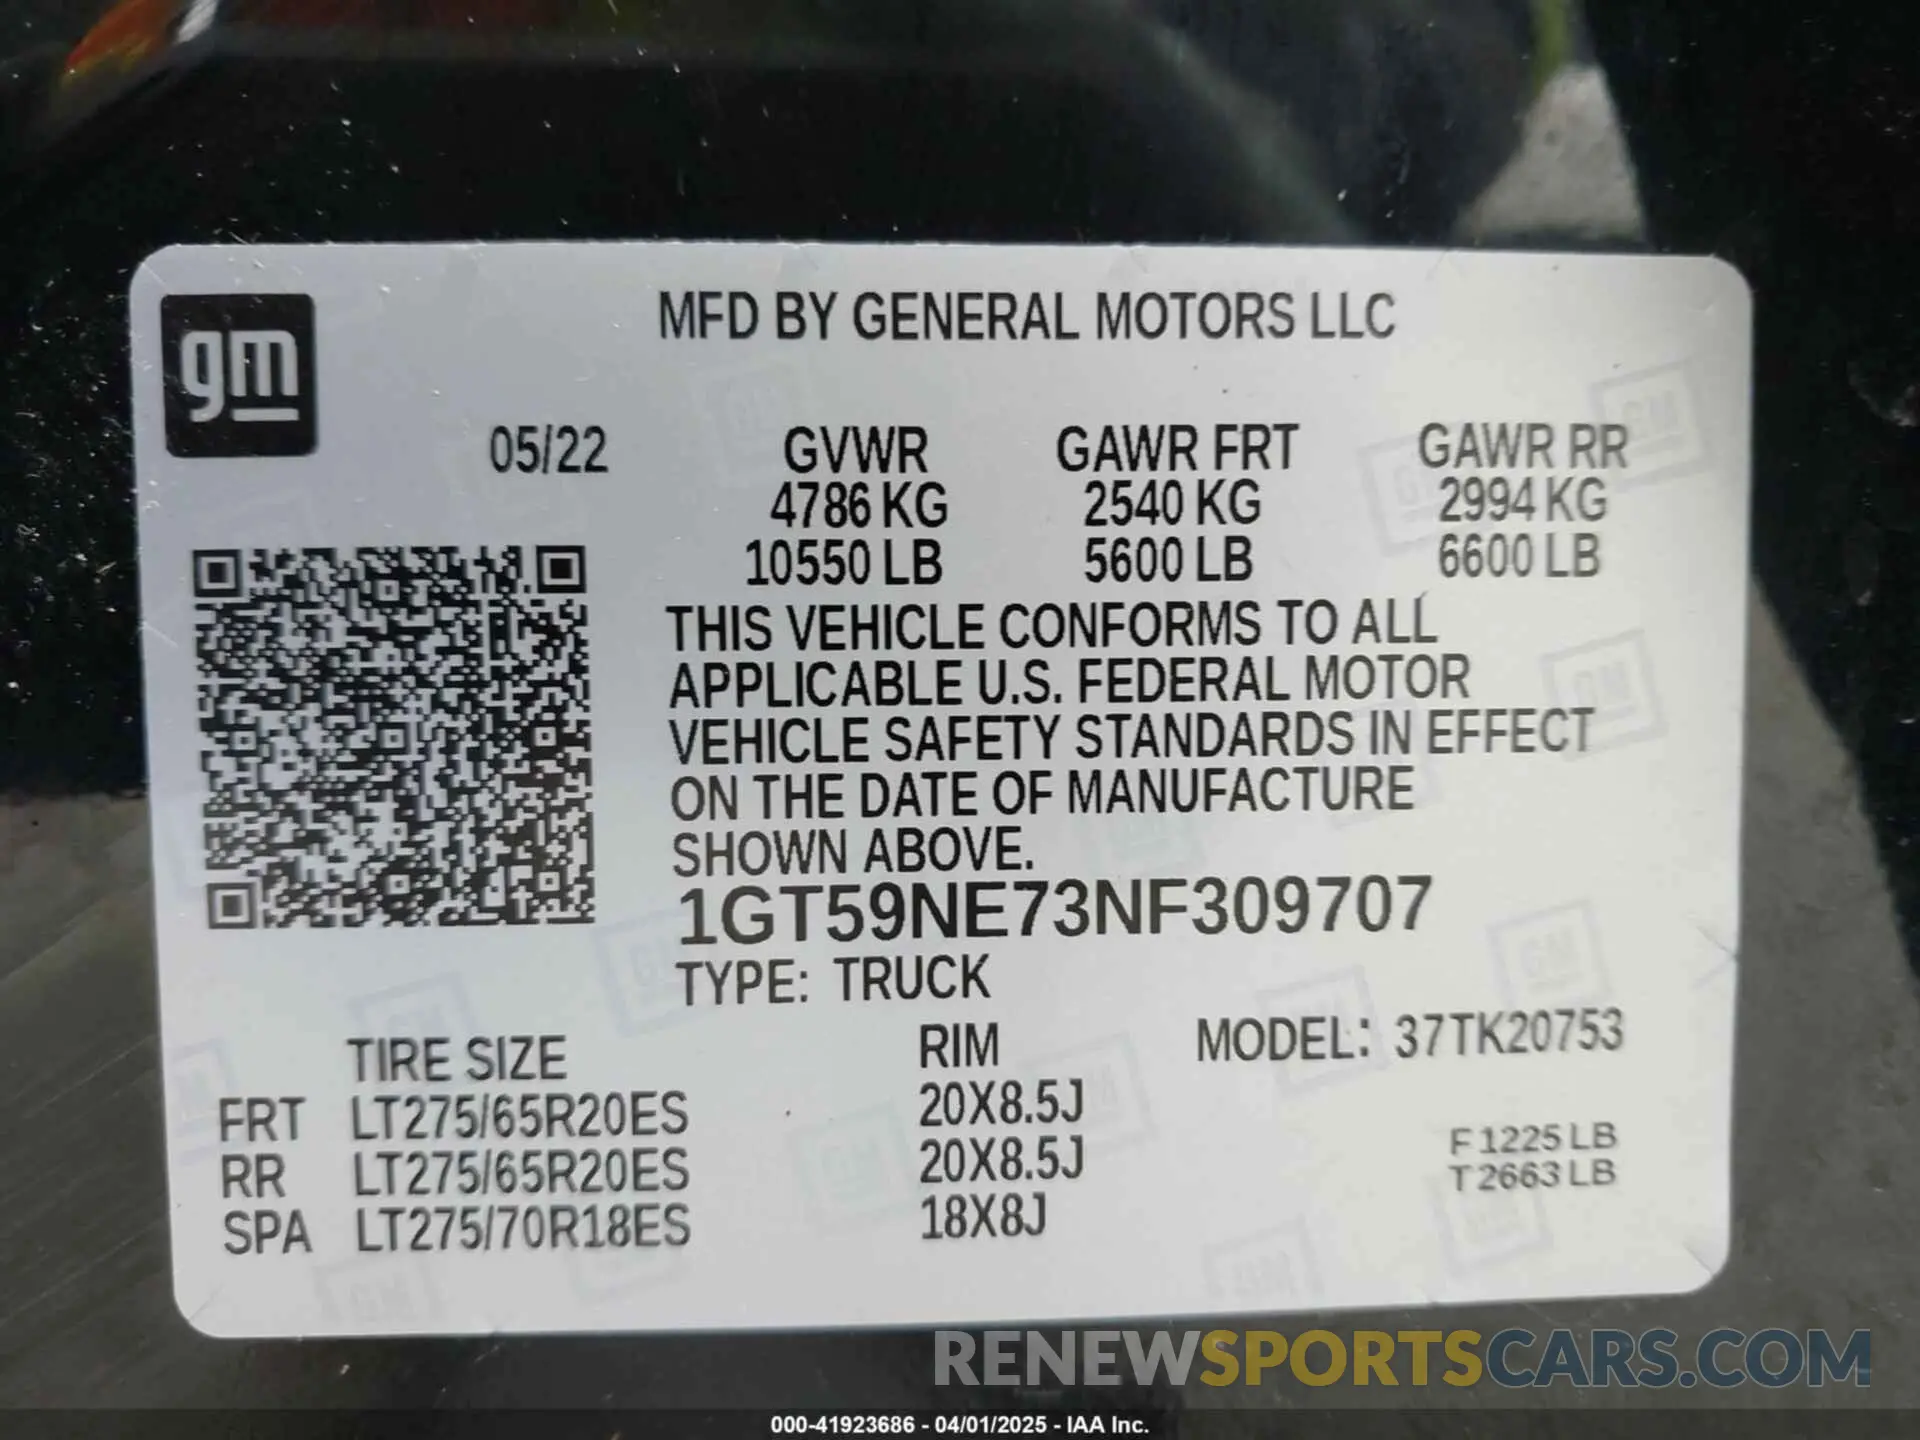 MFD BY GENERAL MOTORS LLC
gm
05/22 GVWR GAWR FRT GAWR RR
4786 KG 2540 KG 2994 KG
10550 LB 5600 LB 6600 LB
THIS VEHICLE CONFORMS TO ALL
APPLICABLE U.S. FEDERAL MOTOR
VEHICLE SAFETY STANDARDS IN EFFECT
ON THE DATE OF MANUFACTURE
SHOWN ABOVE.
1GT59NE73NF309707
TYPE: TRUCK
TIRE SIZE RIM MODEL: 37TK20753
FRT LT275/65R20ES 20X8.5J
RR LT275/65R20ES 20X8.5J
SPA LT275/70R18ES 18X8J
F 1225 LB
T 2663 LB
RENEWSPORTSCARS.COM
000-41923686 - 04/01/2025 - IAA Inc.